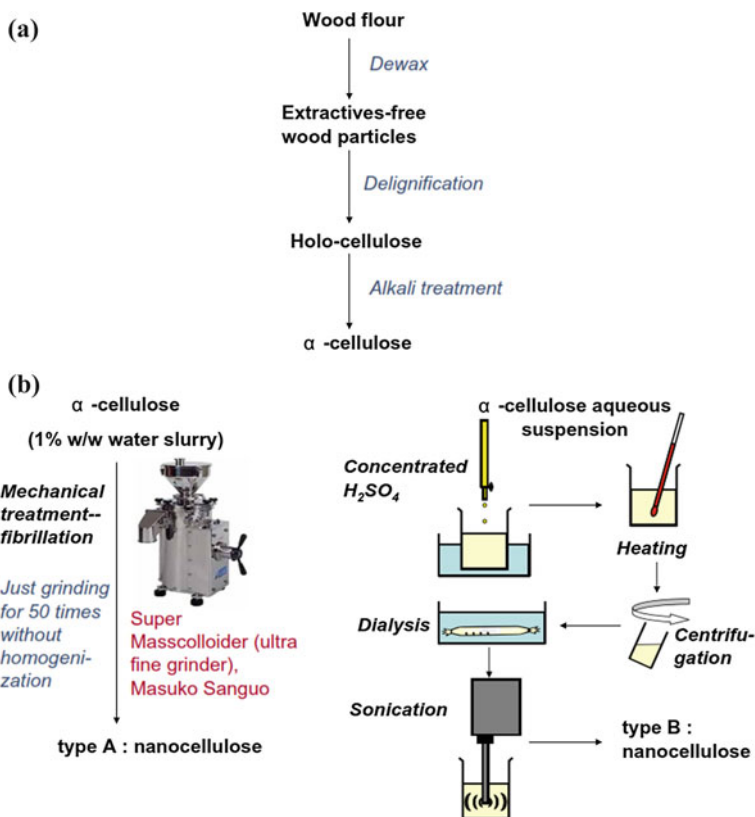 (a)
Wood flour
Dewax
Extractives-free
wood particles
Delignification
Holo-cellulose
Alkali treatment
α -cellulose
(b)
α -cellulose
(1% w/w water slurry)
Mechanical
treatment--
fibrillation
Just grinding
for 50 times
without
homogeni-
zation
Super
Masscolloider (ultra
fine grinder),
Masuko Sanguo
type A : nanocellulose
α -cellulose aqueous
suspension
Concentrated
H₂SO₄
Heating
Centrifu-
gation
Dialysis
Sonication
type B :
nanocellulose